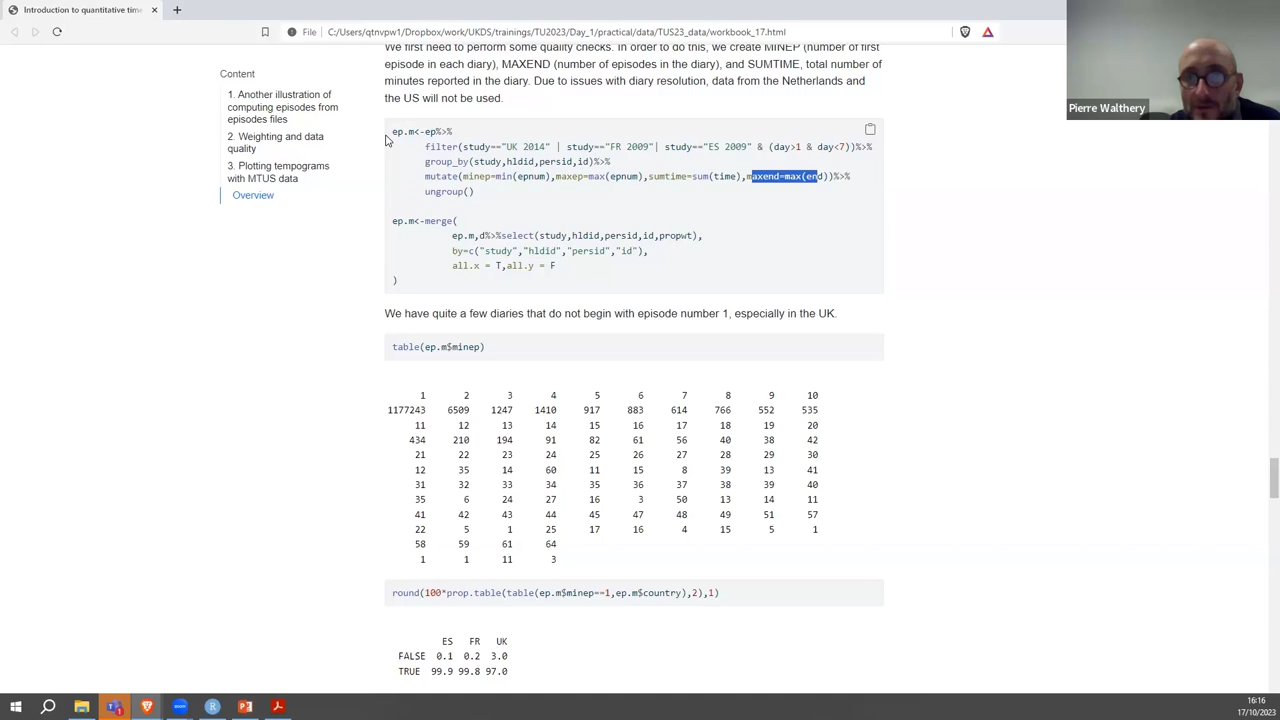 Introduction to quantitative tim
File
C:/Users/qtnvpw1/Dropbox/work/UKDS/trainings/TU2023/Day_1/practical/data/TUS23_data/workbook_17.html
Pierre Walthery
Content
1. Another illustration of
computing episodes from
episodes files
2. Weighting and data
quality
3. Plotting tempograms
with MTUS data
Overview
We first need to perform some quality checks. In order to do this, we create MINEP (number of first
episode in each diary), MAXEND (number of episodes in the diary), and SUMTIME, total number of
minutes reported in the diary. Due to issues with diary resolution, data from the Netherlands and
the US will not be used.
ep.m<-ep%>%
filter(study=="UK 2014" | study=="FR 2009"| study=="ES 2009" & (day>1 & day<7))%>%
group_by(study,hldid,persid,id)%>%
mutate(minep=min(epnum),maxep=max(epnum),sumtime=sum(time),maxend=max(end))%>%
ungroup()
ep.m<-merge(
ep.m,d%>%select(study,hldid,persid,id,propwt),
by=c("study","hldid","persid","id"),
all.x = T,all.y = F
)
We have quite a few diaries that do not begin with episode number 1, especially in the UK.
table(ep.m$minep)
1 2 3 4 5 6 7 8 9 10
1177243 6509 1247 1410 917 883 614 766 552 535
11 12 13 14 15 16 17 18 19 20
434 210 194 91 82 61 56 40 38 42
21 22 23 24 25 26 27 28 29 30
12 35 14 60 11 15 8 39 13 41
31 32 33 34 35 36 37 38 39 40
35 6 24 27 16 3 50 13 14 11
41 42 43 44 45 47 48 49 51 57
22 5 1 25 17 16 4 15 5 1
58 59 61 64
1 1 11 3
round(100*prop.table(table(ep.m$minep==1,ep.m$country),2),1)
ES FR UK
FALSE 0.1 0.2 3.0
TRUE 99.9 99.8 97.0
16:16
17/10/2023